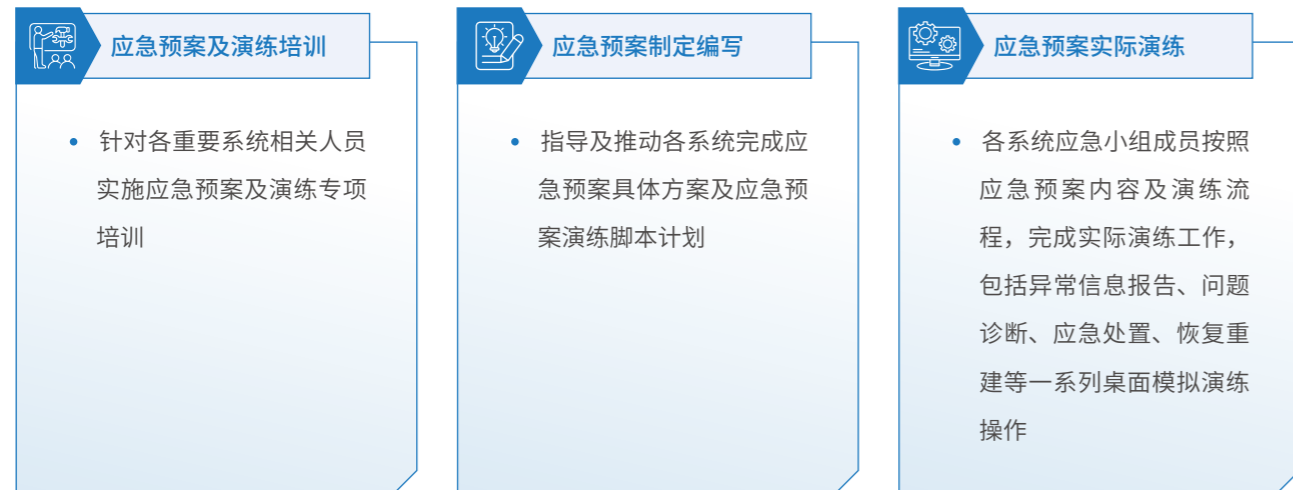 应急预案及演练培训
• 针对各重要系统相关人员
实施应急预案及演练专项
培训
应急预案制定编写
• 指导及推动各系统完成应
急预案具体方案及应急预
案演练脚本计划
应急预案实际演练
• 各系统应急小组成员按照
应急预案内容及演练流
程，完成实际演练工作，
包括异常信息报告、问题
诊断、应急处置、恢复重
建等一系列桌面模拟演练
操作